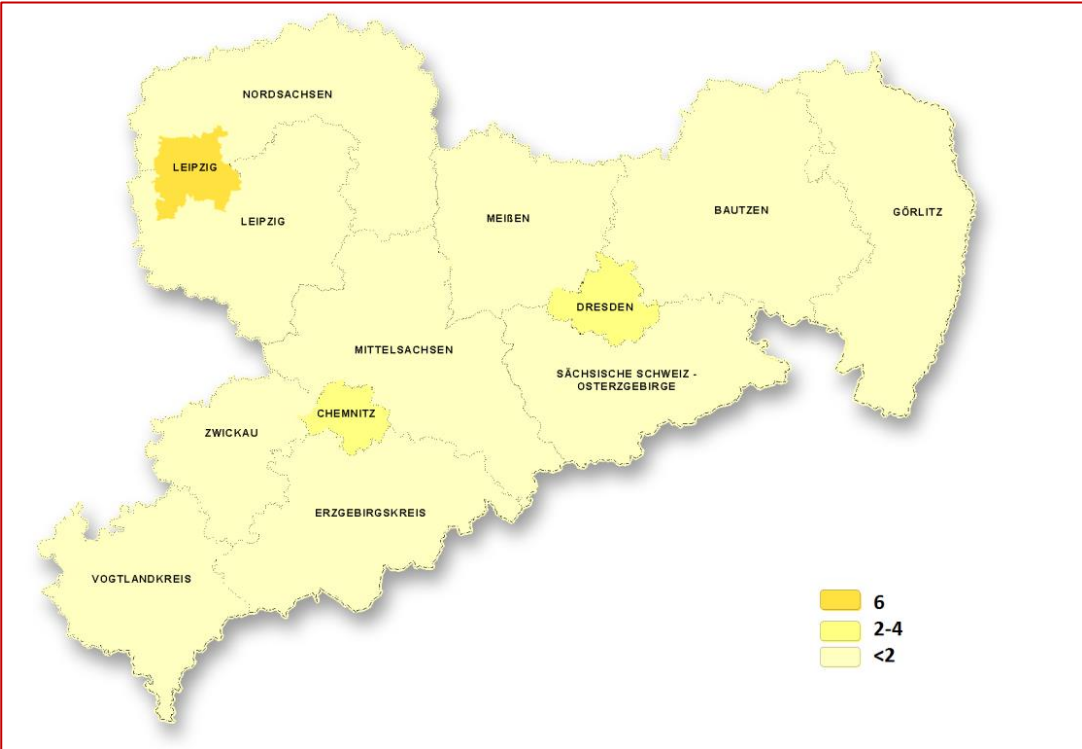 NORDSACHSEN
LEIPZIG
LEIPZIG
MEIßEN
BAUTZEN
GÖRLITZ
DRESDEN
MITTELSACHSEN
SÄCHSISCHE SCHWEIZ -
OSTERZGEBIRGE
CHEMNITZ
ZWICKAU
ERZGEBIRGSKREIS
VOGTLANDKREIS
6
2-4
<2